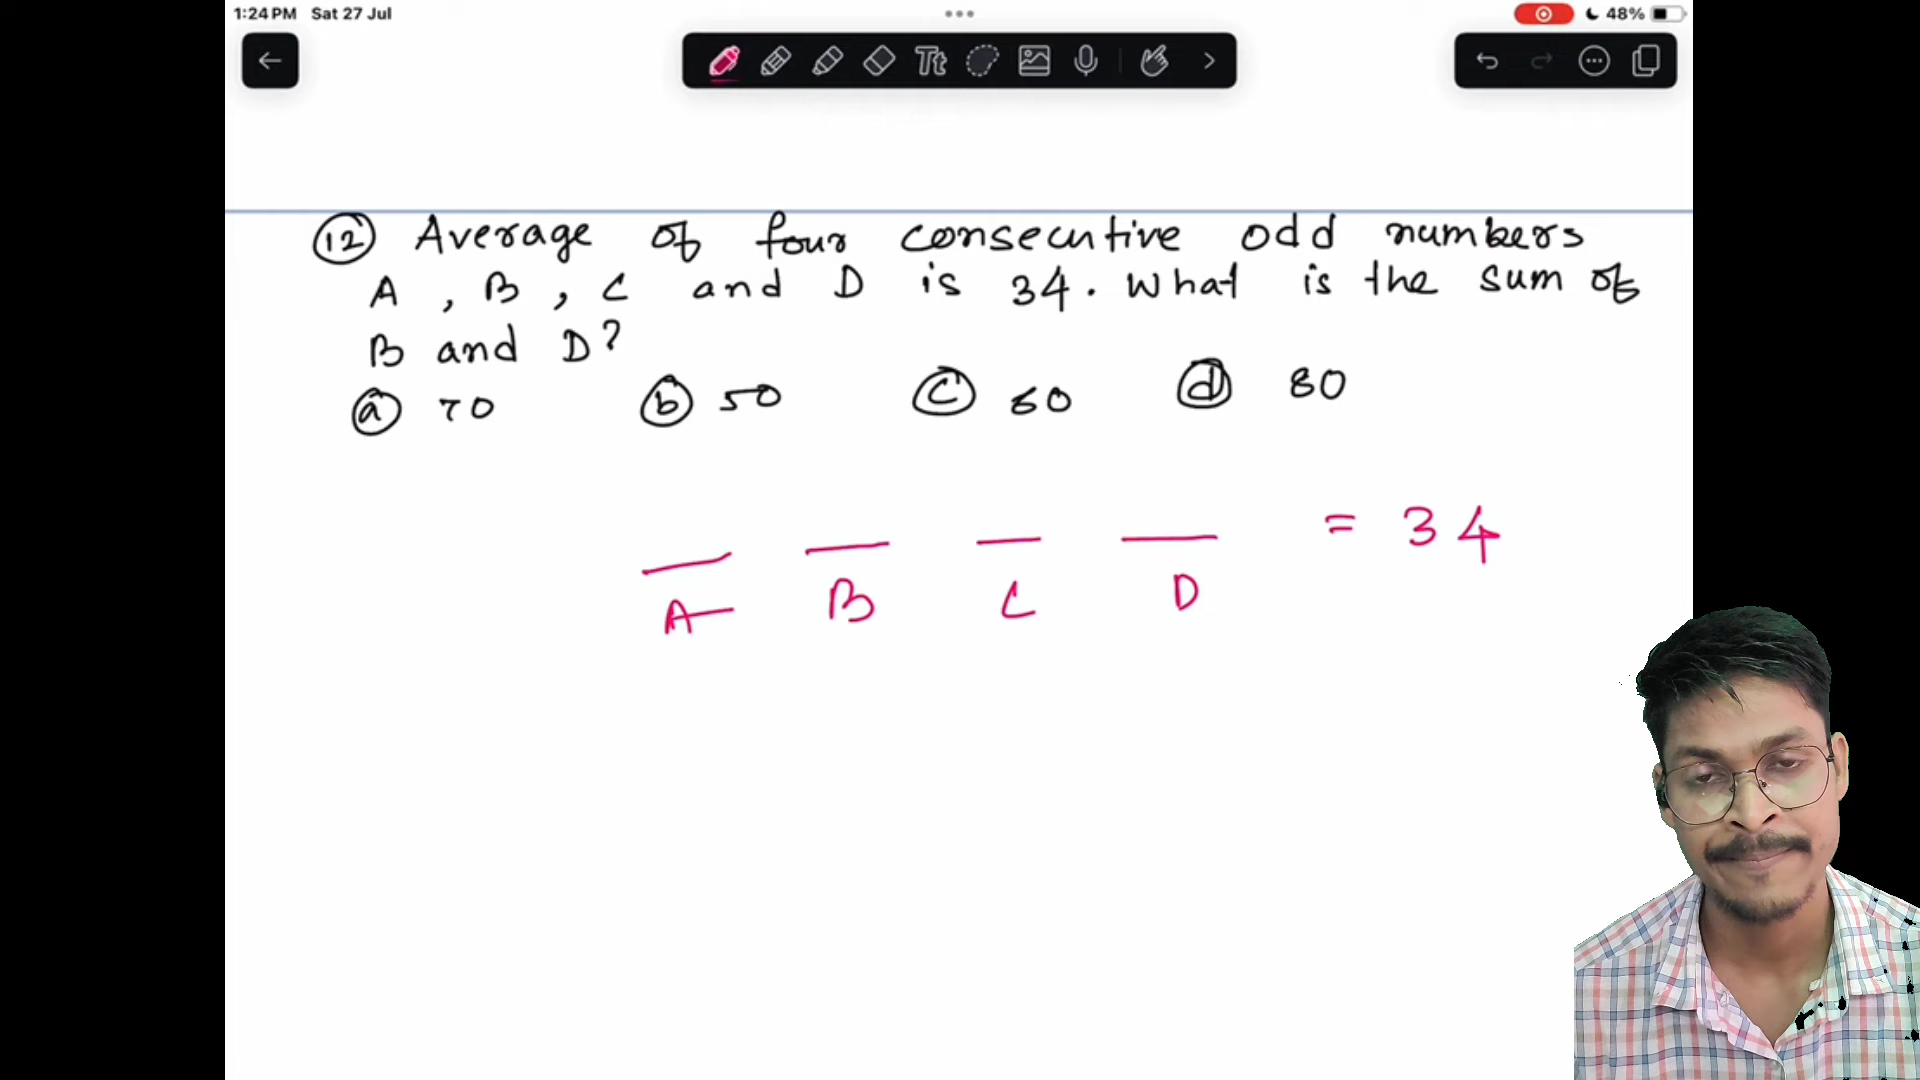 1:24 PM Sat 27 Jul
48%
Tt
12 Average of four consecutive odd numbers
A , B , C and D is 34. What is the sum of
B and D?
a 70 b 50 c 60 d 80
= 34
A B C D